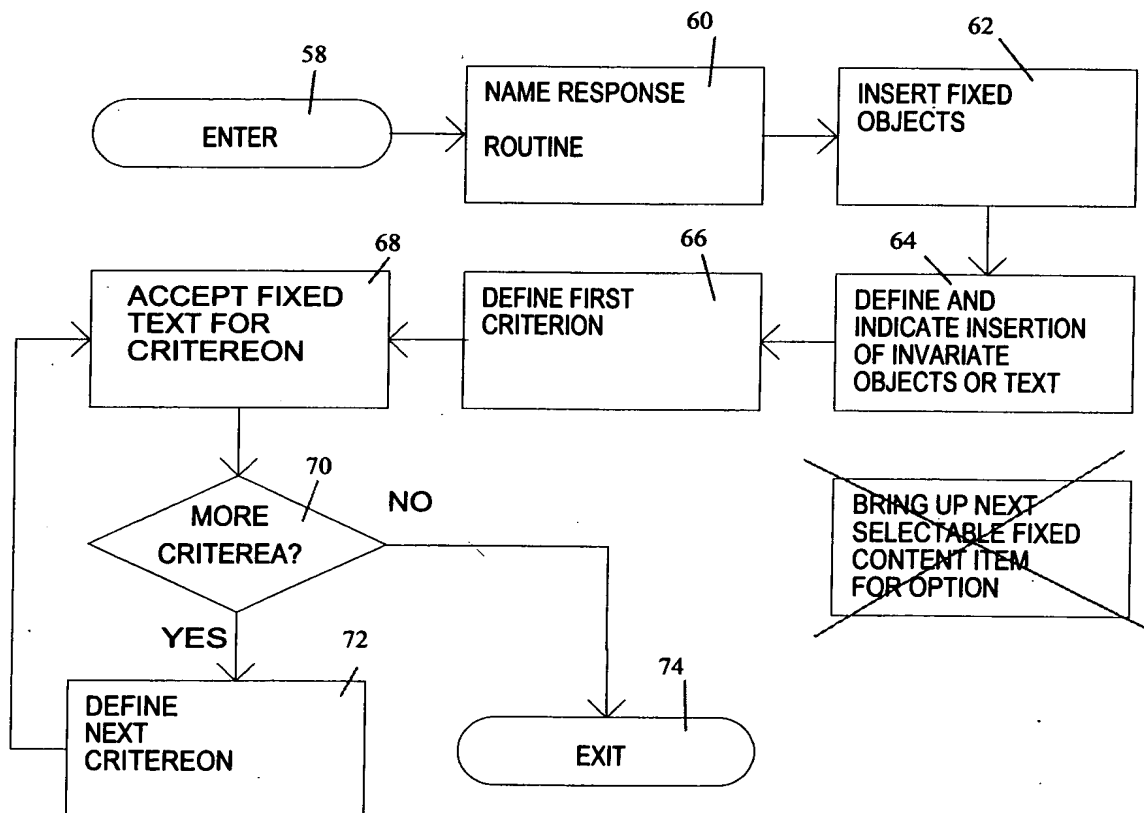 58
ENTER
60
NAME RESPONSE
ROUTINE
62
INSERT FIXED
OBJECTS
64
DEFINE AND
INDICATE INSERTION
OF INVARIATE
OBJECTS OR TEXT
66
DEFINE FIRST
CRITERION
68
ACCEPT FIXED
TEXT FOR
CRITEREON
70
MORE
CRITEREA?
NO
YES
72
DEFINE
NEXT
CRITEREON
74
EXIT
BRING UP NEXT
SELECTABLE FIXED
CONTENT ITEM
FOR OPTION